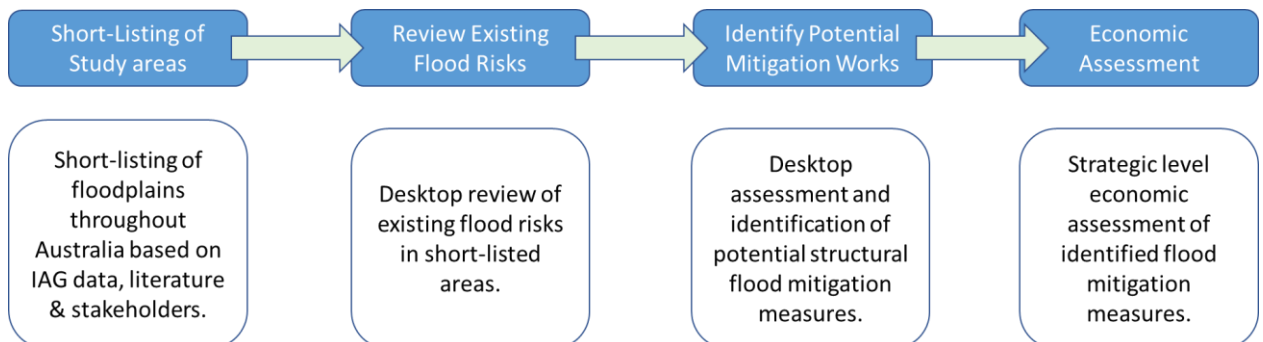 Short-Listing of
Study areas
Review Existing
Flood Risks
Identify Potential
Mitigation Works
Economic
Assessment
Short-listing of
floodplains
throughout
Australia based on
IAG data, literature
& stakeholders.
Desktop review of
existing flood risks
in short-listed
areas.
Desktop
assessment and
identification of
potential structural
flood mitigation
measures.
Strategic level
economic
assessment of
identified flood
mitigation
measures.